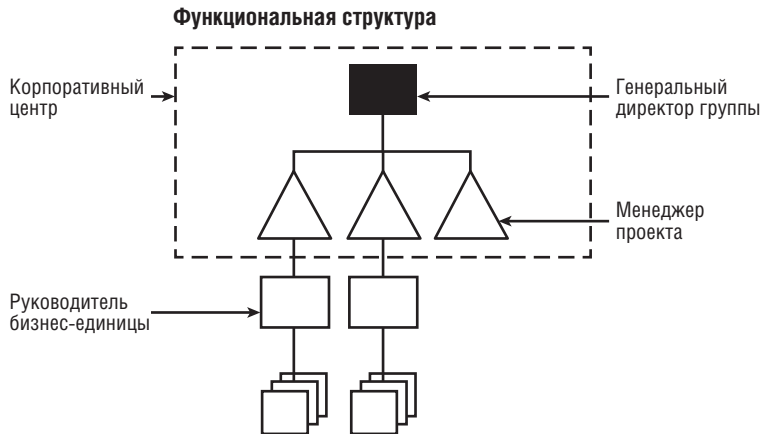 Функциональная структура
Корпоративный
центр
Генеральный
директор группы
Менеджер
проекта
Руководитель
бизнес-единицы